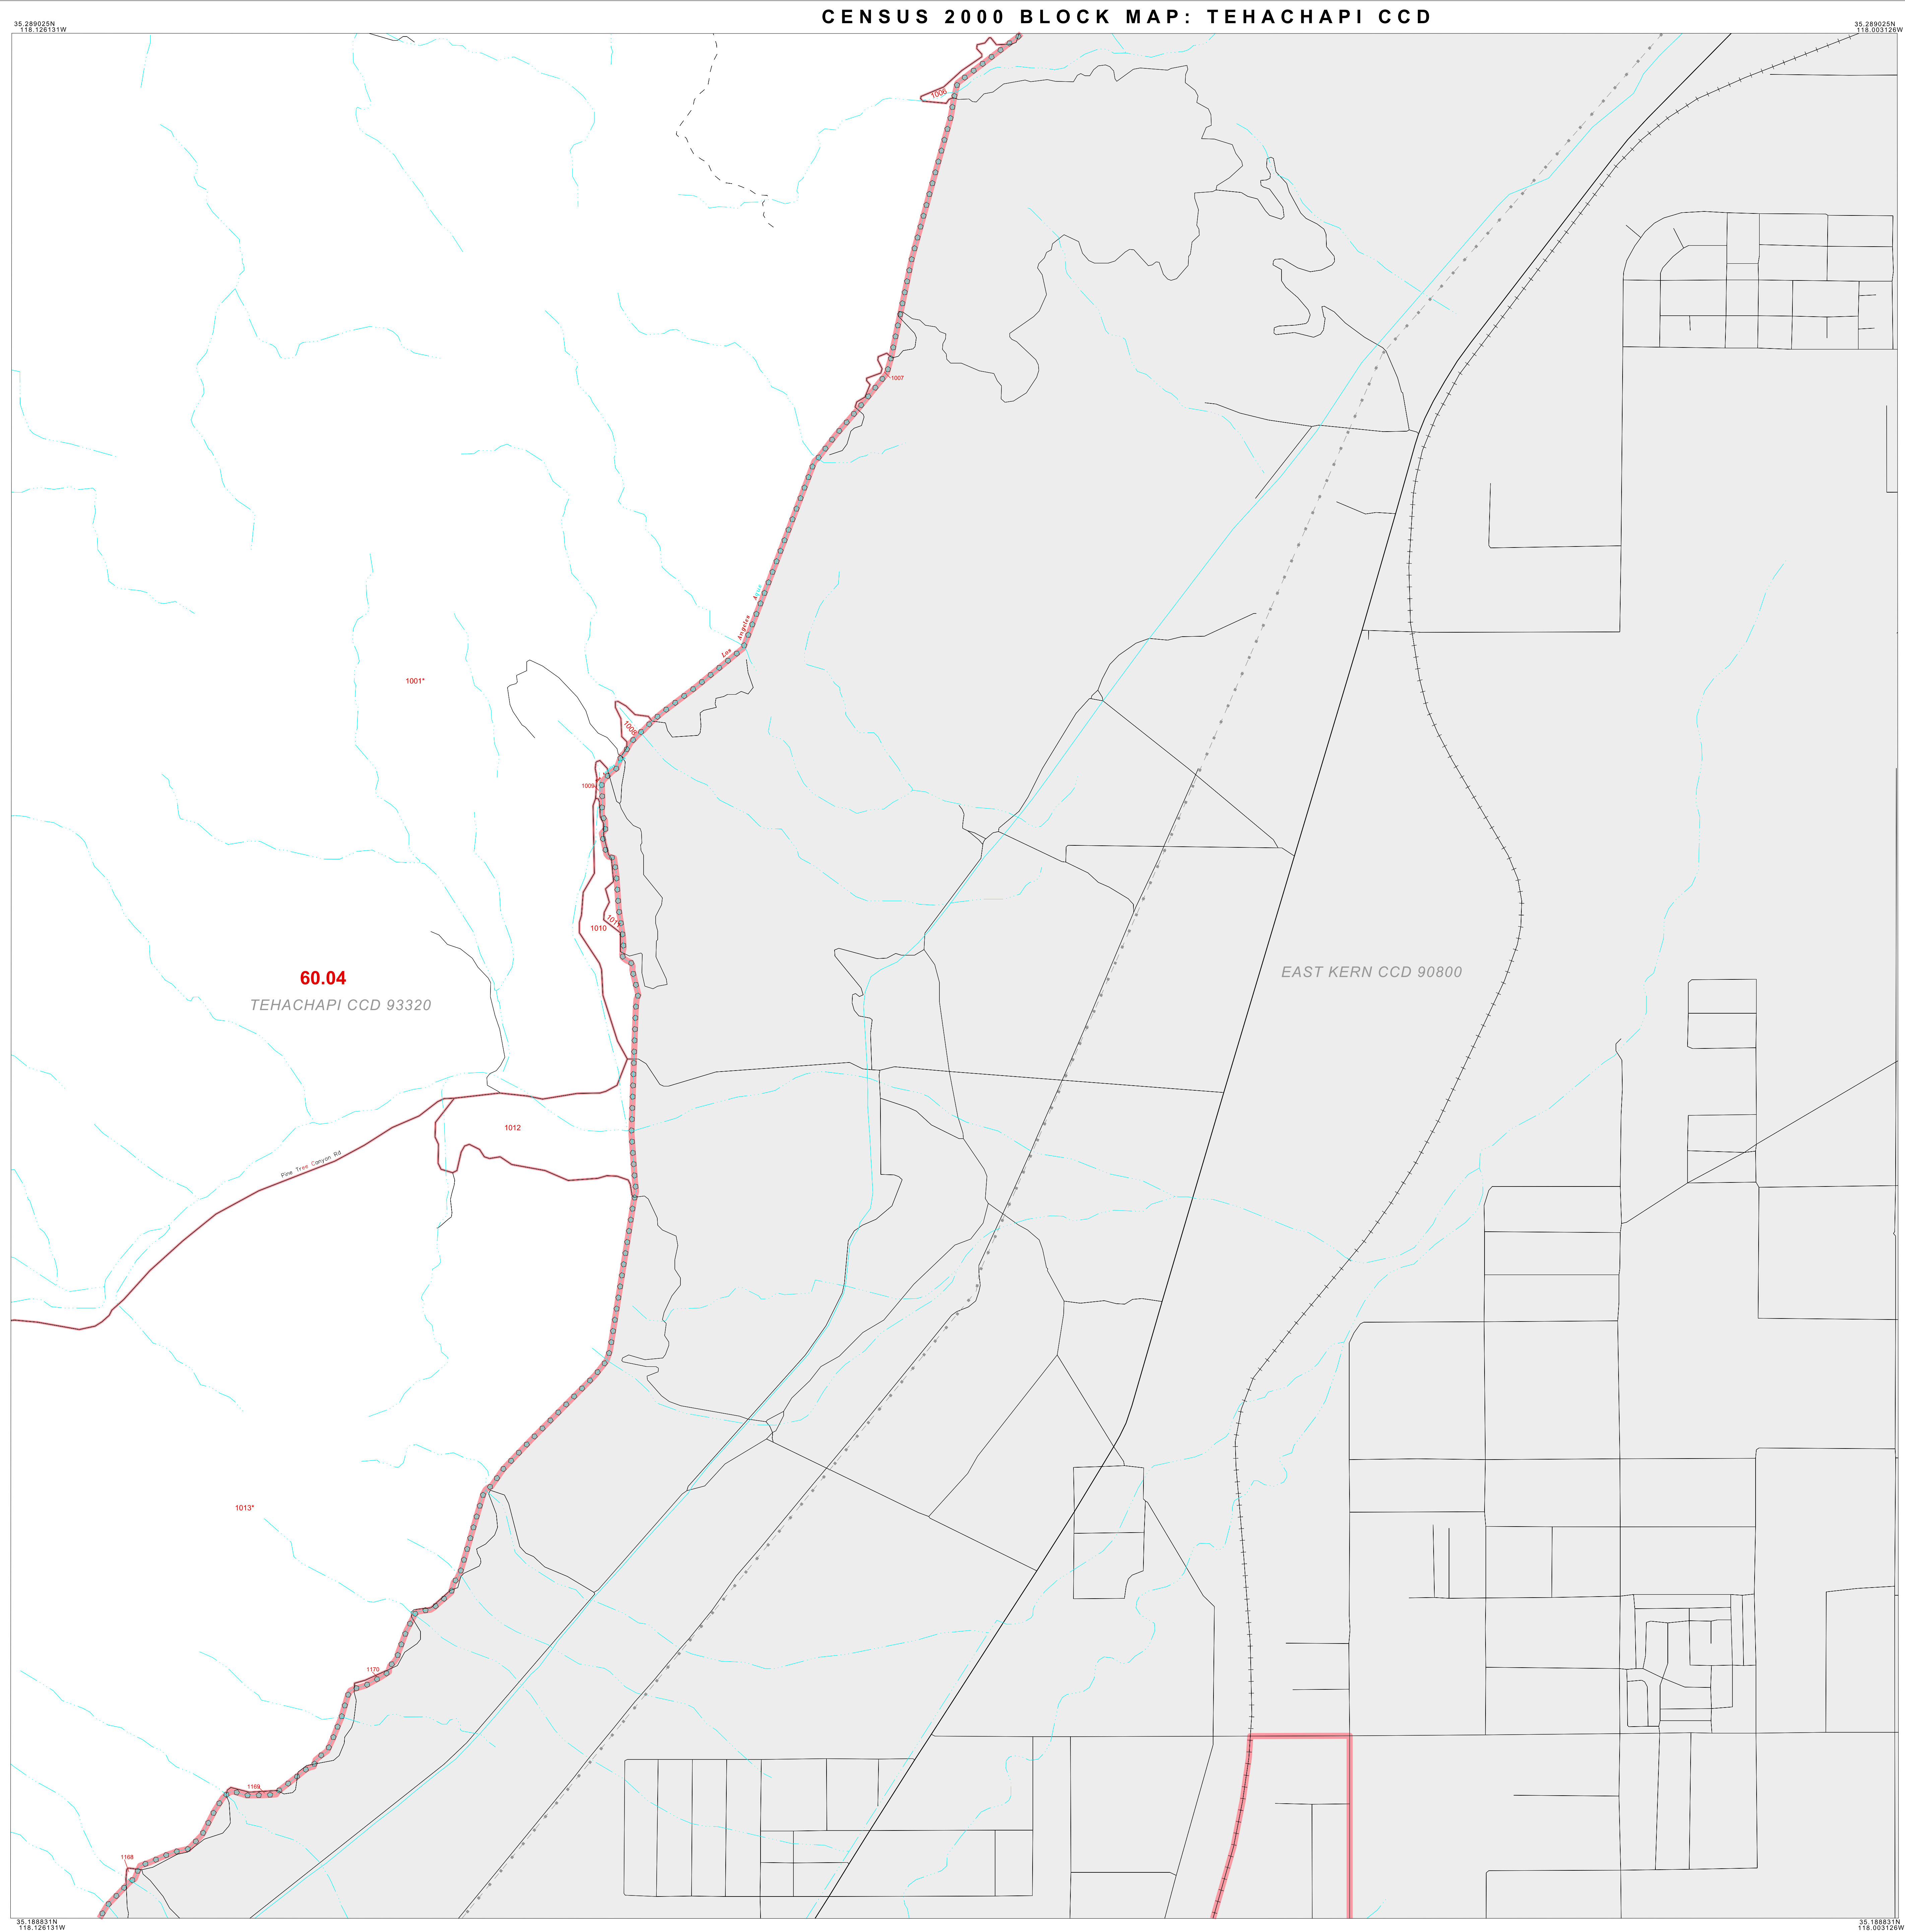 CENSUS 2000 BLOCK MAP: TEHACHAPI CCD
35.289025N
118.126131W
35.289025N
118.003126W
1006
1007
Los Angeles
1001*
1008
1009
1010
60.04
TEHACHAPI CCD 93320
EAST KERN CCD 90800
1012
Pine Tree Canyon Rd
1013*
1170
1169
1168
35.188831N
118.126131W
35.188831N
118.003126W